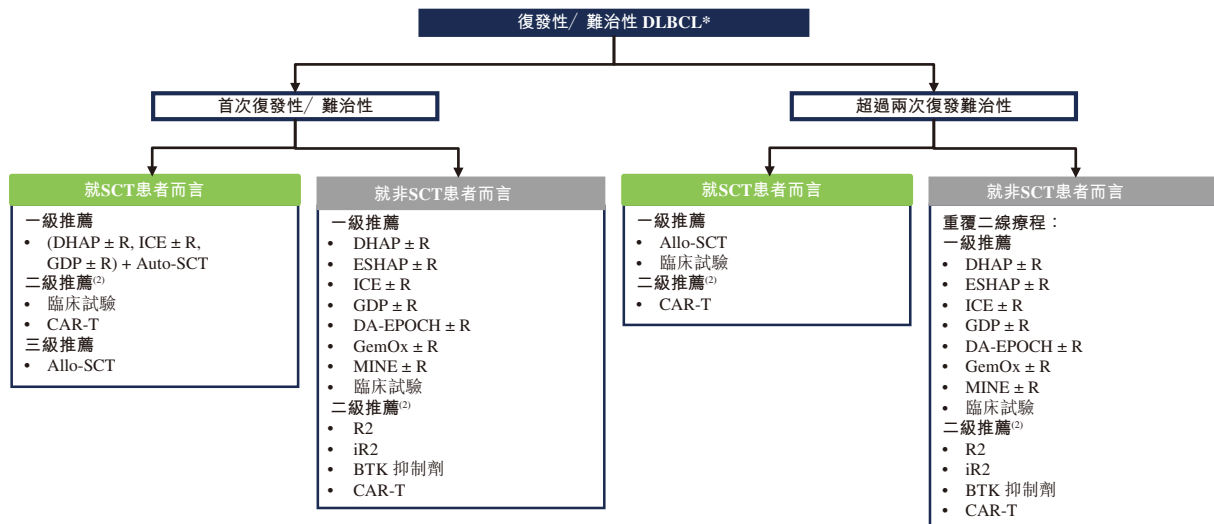 復發性/ 難治性 DLBCL*
首次復發性/ 難治性
超過兩次復發難治性
就SCT患者而言
一級推薦
• (DHAP ± R, ICE ± R,
GDP ± R) + Auto-SCT
二級推薦(2)
• 臨床試驗
• CAR-T
三級推薦
• Allo-SCT
就非SCT患者而言
一級推薦
• DHAP ± R
• ESHAP ± R
• ICE ± R
• GDP ± R
• DA-EPOCH ± R
• GemOx ± R
• MINE ± R
• 臨床試驗
二級推薦(2)
• R2
• iR2
• BTK 抑制劑
• CAR-T
就SCT患者而言
一級推薦
• Allo-SCT
• 臨床試驗
二級推薦(2)
• CAR-T
就非SCT患者而言
重覆二線療程：
一級推薦
• DHAP ± R
• ESHAP ± R
• ICE ± R
• GDP ± R
• DA-EPOCH ± R
• GemOx ± R
• MINE ± R
• 臨床試驗
二級推薦(2)
• R2
• iR2
• BTK 抑制劑
• CAR-T